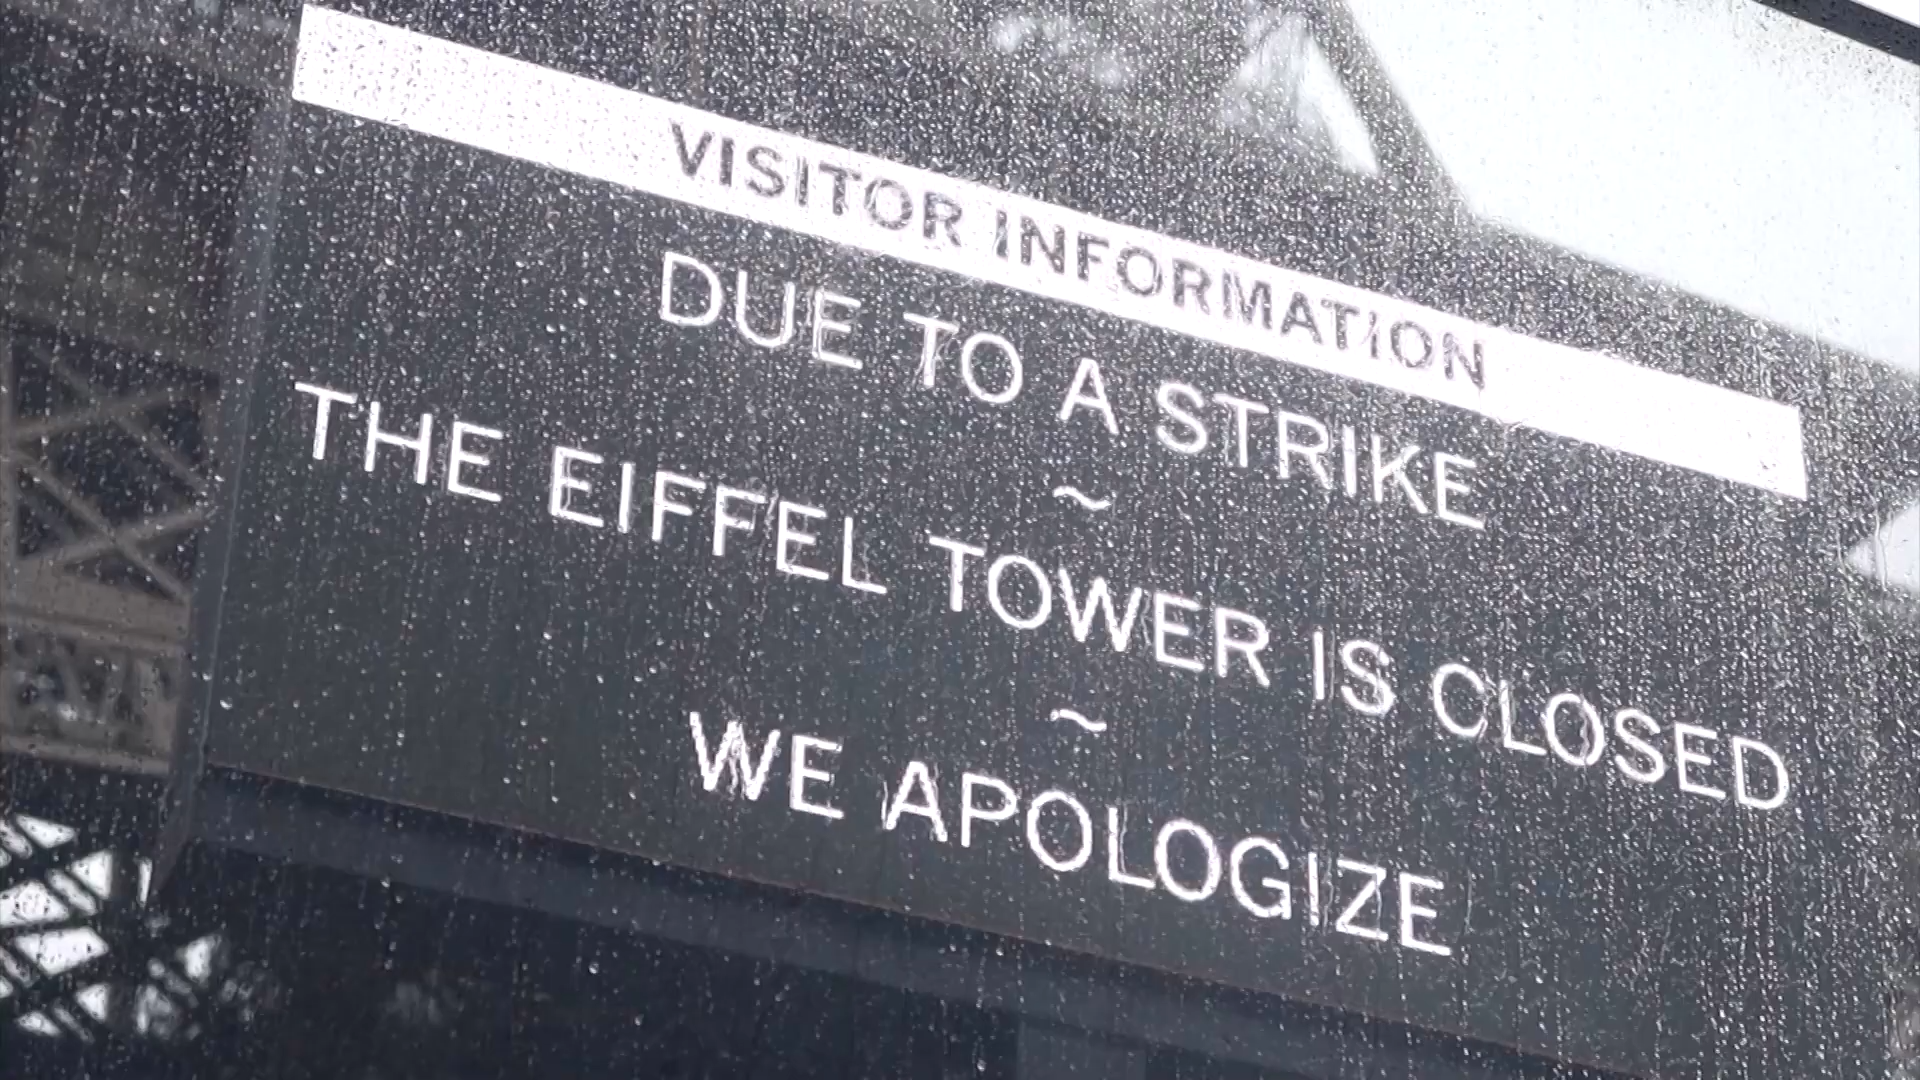 VISITOR INFORMATION
DUE TO A STRIKE
~
THE EIFFEL TOWER IS CLOSED
~
WE APOLOGIZE